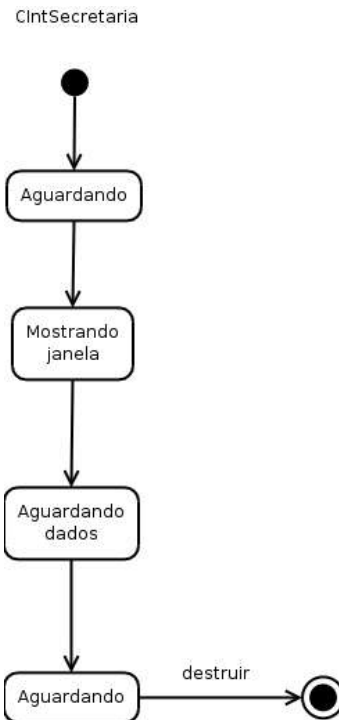 CIntSecretaria
Aguardando
Mostrando
janela
Aguardando
dados
destruir
Aguardando